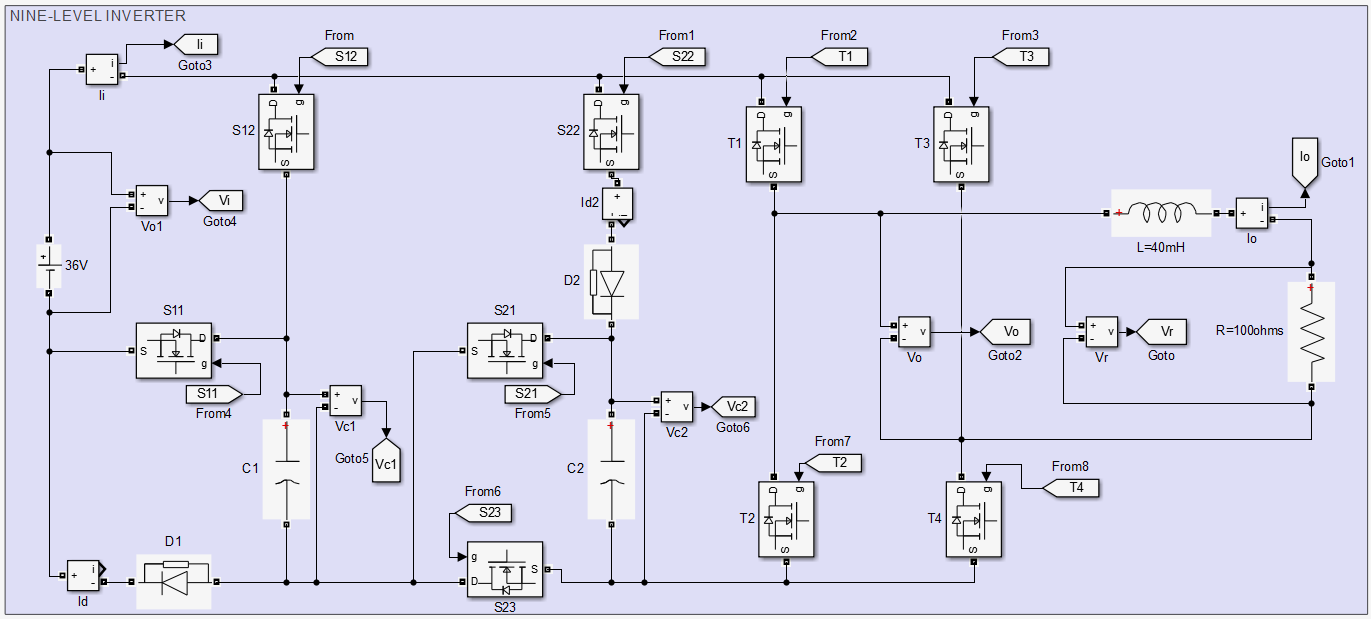 NINE-LEVEL INVERTER
From
From1
From2
From3
Ii
S12
S22
T1
T3
Goto3
i
+
-
Ii
D
g
S12
S
D
g
S22
S
D
g
T1
S
D
g
T3
S
Io
Goto1
+
-
v
Vi
Vo1
Goto4
Id2
+
i
-
+
L=40mH
+
i
-
Io
+
36V
D2
S11
S21
S
D
g
S
D
g
+
-
v
Vo
Vo
Goto2
+
-
v
Vr
Vr
Goto
+
R=100ohms
S11
From4
S21
From5
+
-
v
Vc1
+
-
v
Vc2
Vc2
Goto6
+
C1
Goto5
Vc1
+
C2
From7
T2
From8
T4
From6
S23
D
g
T2
S
D
g
T4
S
D1
g
D
S
S23
+
i
-
Id